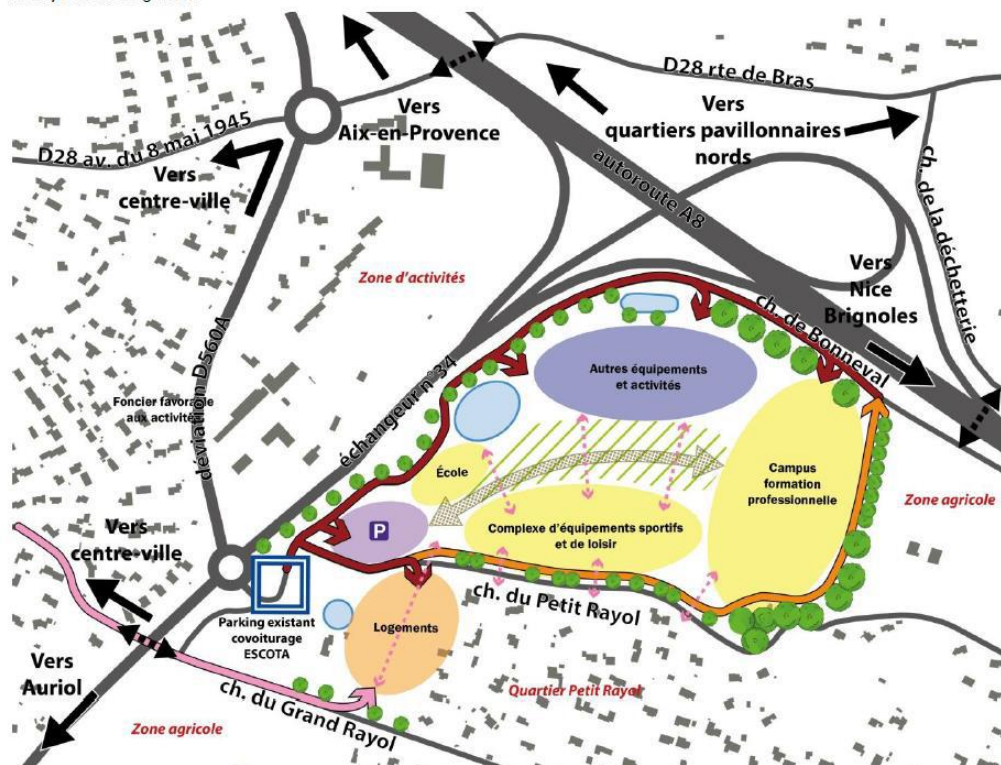 D28 rte de Bras
Vers
Aix-en-Provence
Vers
quartiers pavillonnaires
nords
D28 av. du 8 mai 1945
Vers
centre-ville
autoroute A8
ch. de la déchetterie
Zone d'activités
Vers
Nice
Brignoles
ch. de Bonneval
échangeur n°34
déviation D560A
Foncier favorable
aux activités
Autres équipements
et activités
École
Campus
formation
professionnelle
Zone agricole
P
Complexe d'équipements sportifs
et de loisir
Vers
centre-ville
ch. du Petit Rayol
Parking existant
covoiturage
ESCOTA
Logements
Vers
Auriol
Quartier Petit Rayol
ch. du Grand Rayol
Zone agricole